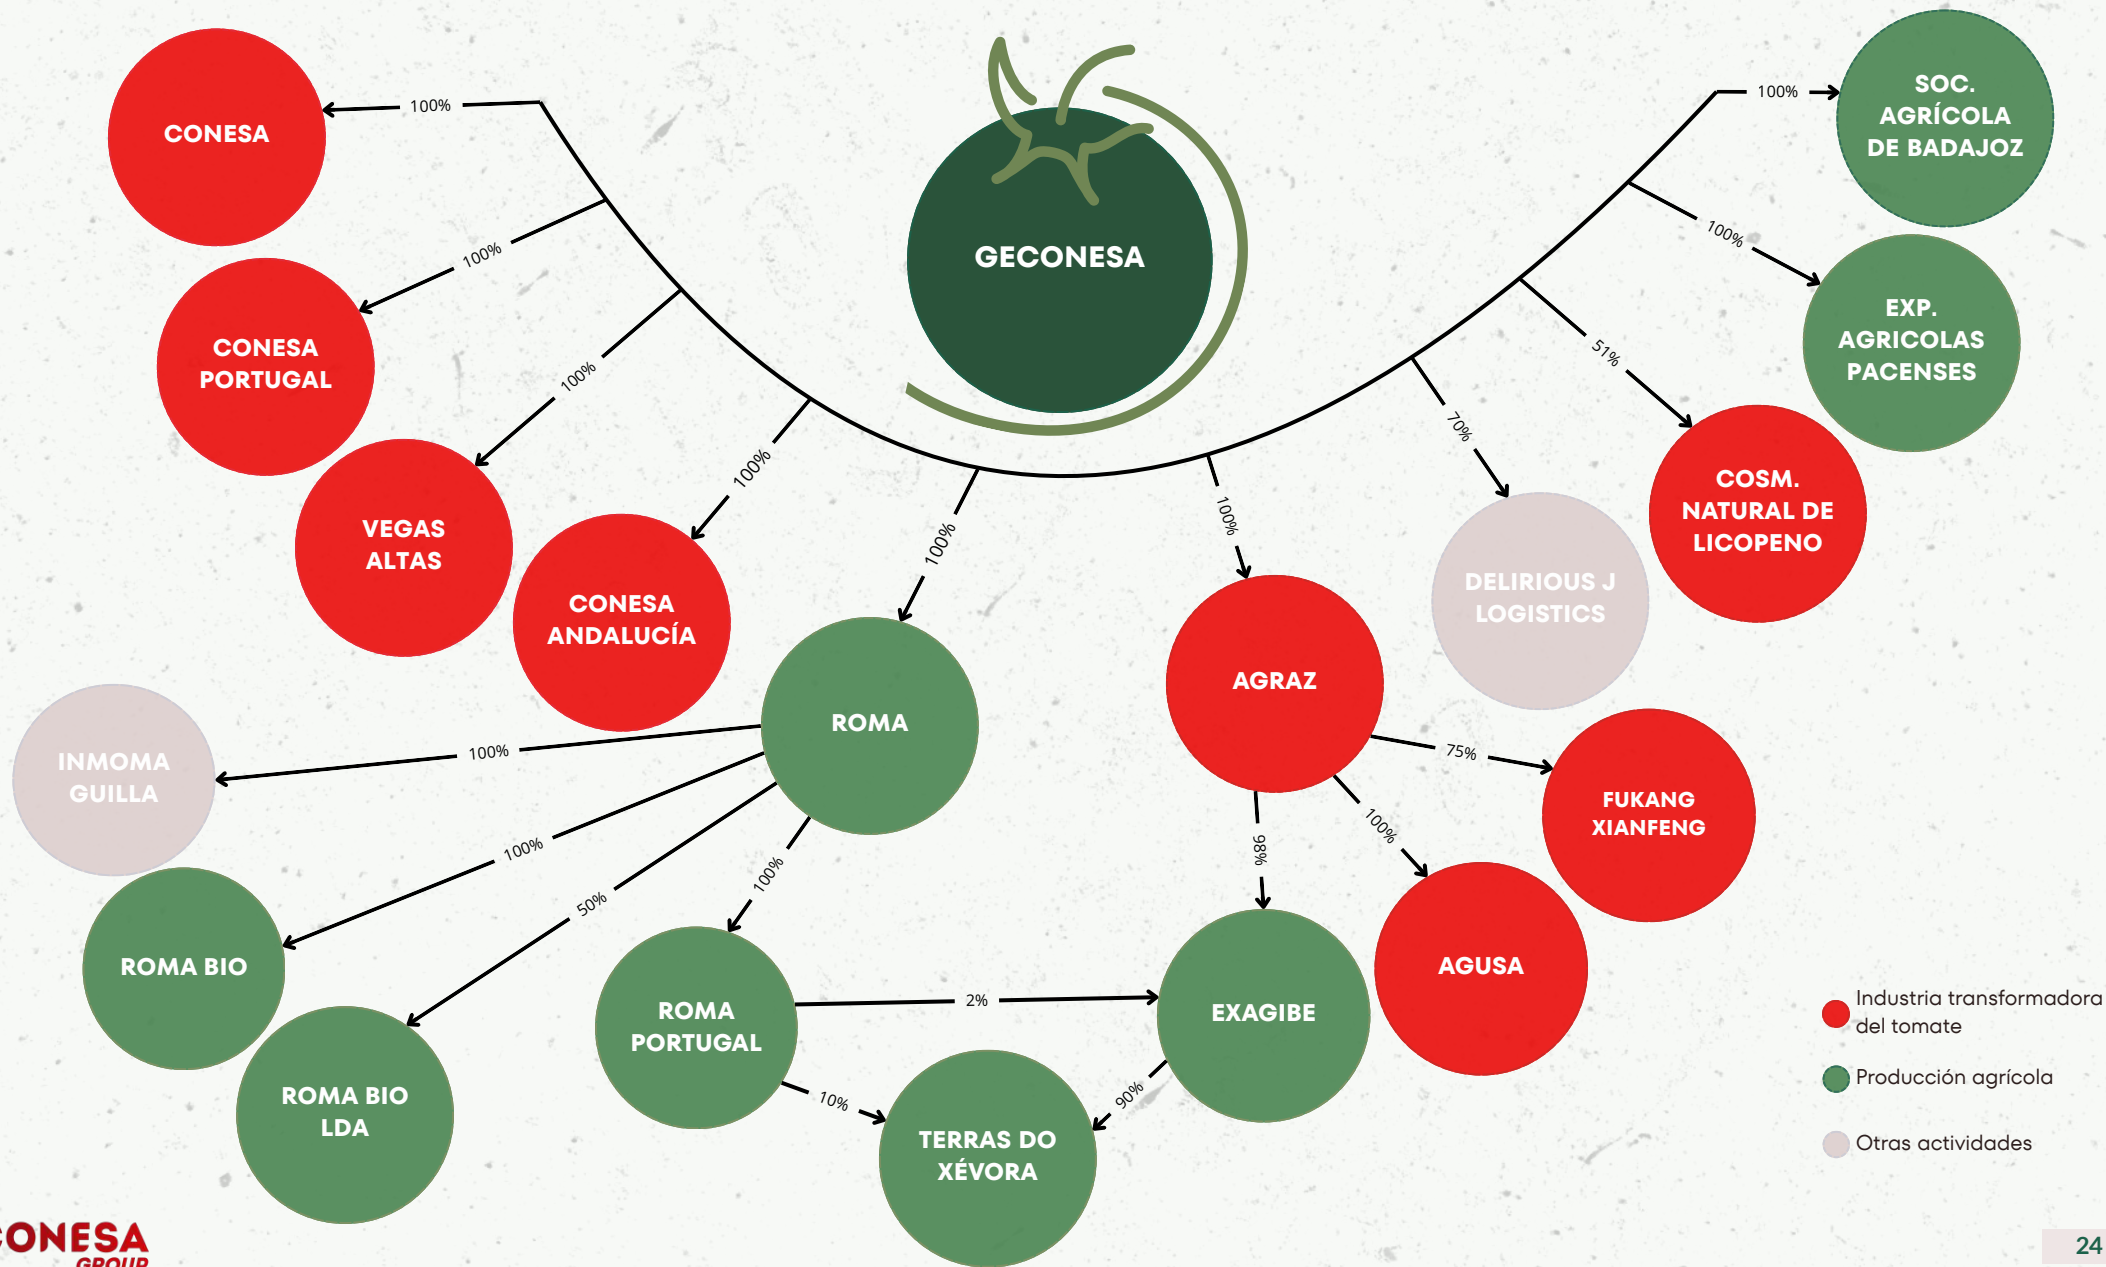 CONESA
100%
GECONESA
100%
SOC.
AGRÍCOLA
DE BADAJOZ
100%
CONESA
PORTUGAL
100%
EXP.
AGRICOLAS
PACENSES
100%
VEGAS
ALTAS
51%
COSM.
NATURAL DE
LICOPENO
100%
CONESA
ANDALUCÍA
70%
DELIRIOUS J
LOGISTICS
100%
ROMA
100%
AGRAZ
100%
INMOMA
GUILLA
75%
FUKANG
XIANFENG
100%
ROMA BIO
50%
ROMA BIO
LDA
100%
ROMA
PORTUGAL
98%
EXAGIBE
100%
AGUSA
2%
10%
90%
TERRAS DO
XÉVORA
Industria transformadora
del tomate
Producción agrícola
Otras actividades
CONESA
GROUP
24